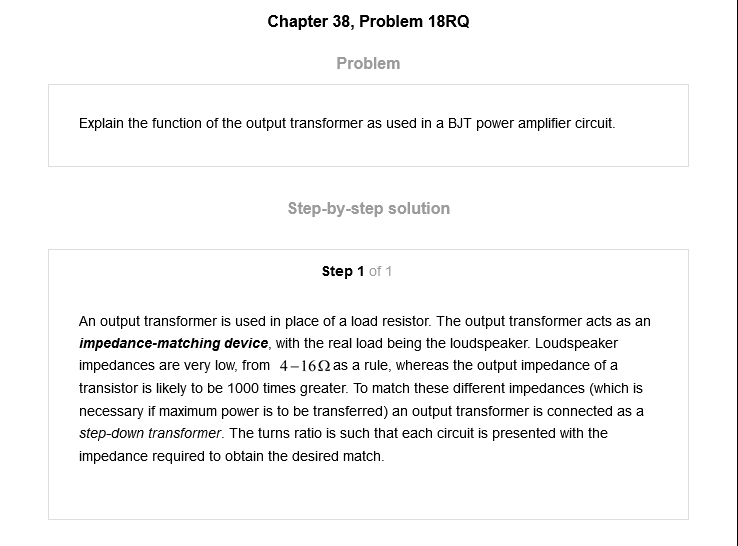 Chapter 38, Problem 18RQ
Problem
Explain the function of the output transformer as used in a BJT power amplifier circuit.
Step-by-step solution
Step 1 of 1
An output transformer is used in place of a load resistor. The output transformer acts as an
impedance-matching device, with the real load being the loudspeaker. Loudspeaker
impedances are very low, from 4–16Ω as a rule, whereas the output impedance of a
transistor is likely to be 1000 times greater. To match these different impedances (which is
necessary if maximum power is to be transferred) an output transformer is connected as a
step-down transformer. The turns ratio is such that each circuit is presented with the
impedance required to obtain the desired match.